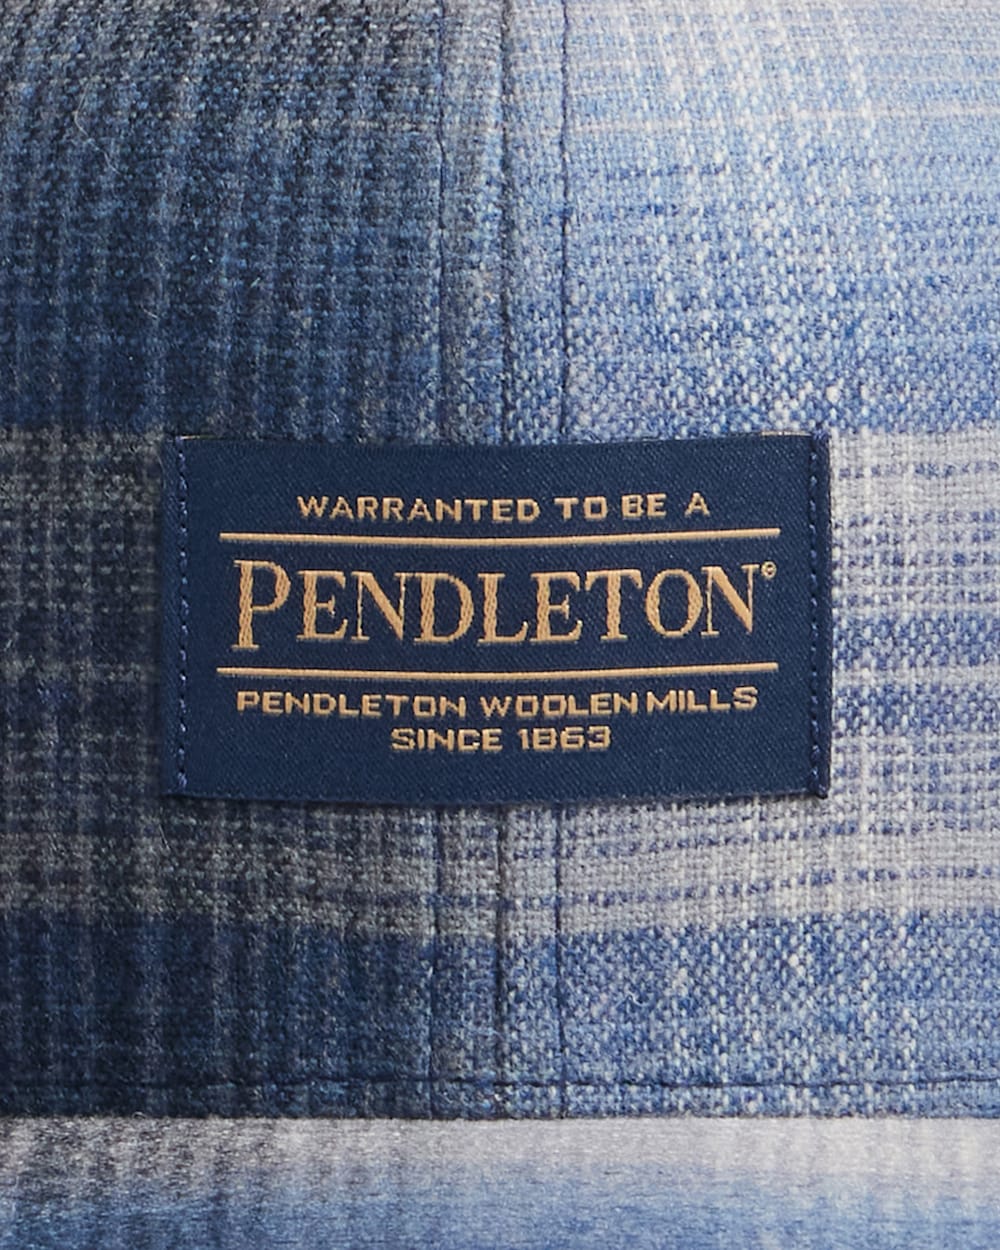 WARRANTED TO BE A
PENDLETON®
PENDLETON WOOLEN MILLS
SINCE 1863